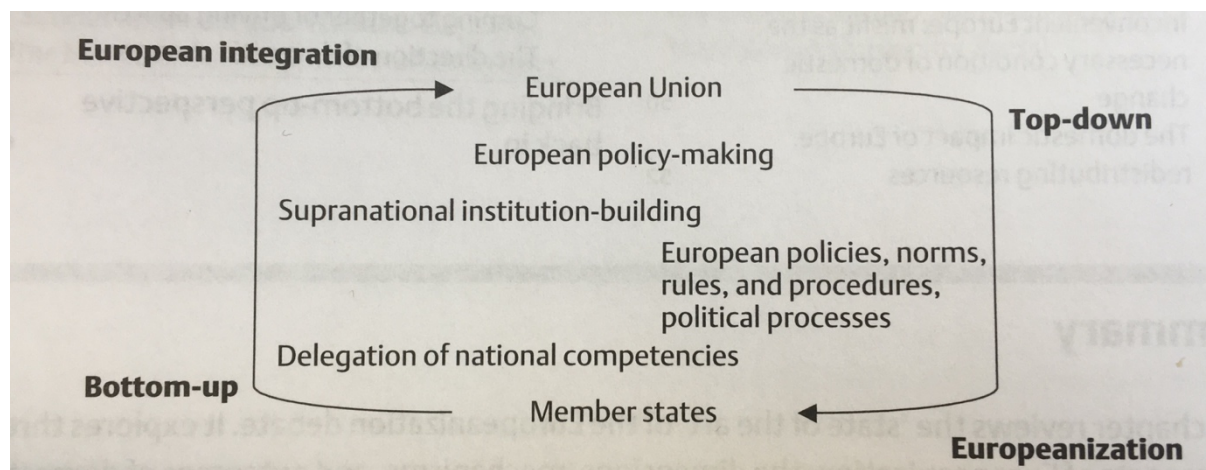 European integration
European Union
Top-down
European policy-making
Supranational institution-building
European policies, norms,
rules, and procedures,
political processes
Delegation of national competencies
Bottom-up
Member states
Europeanization